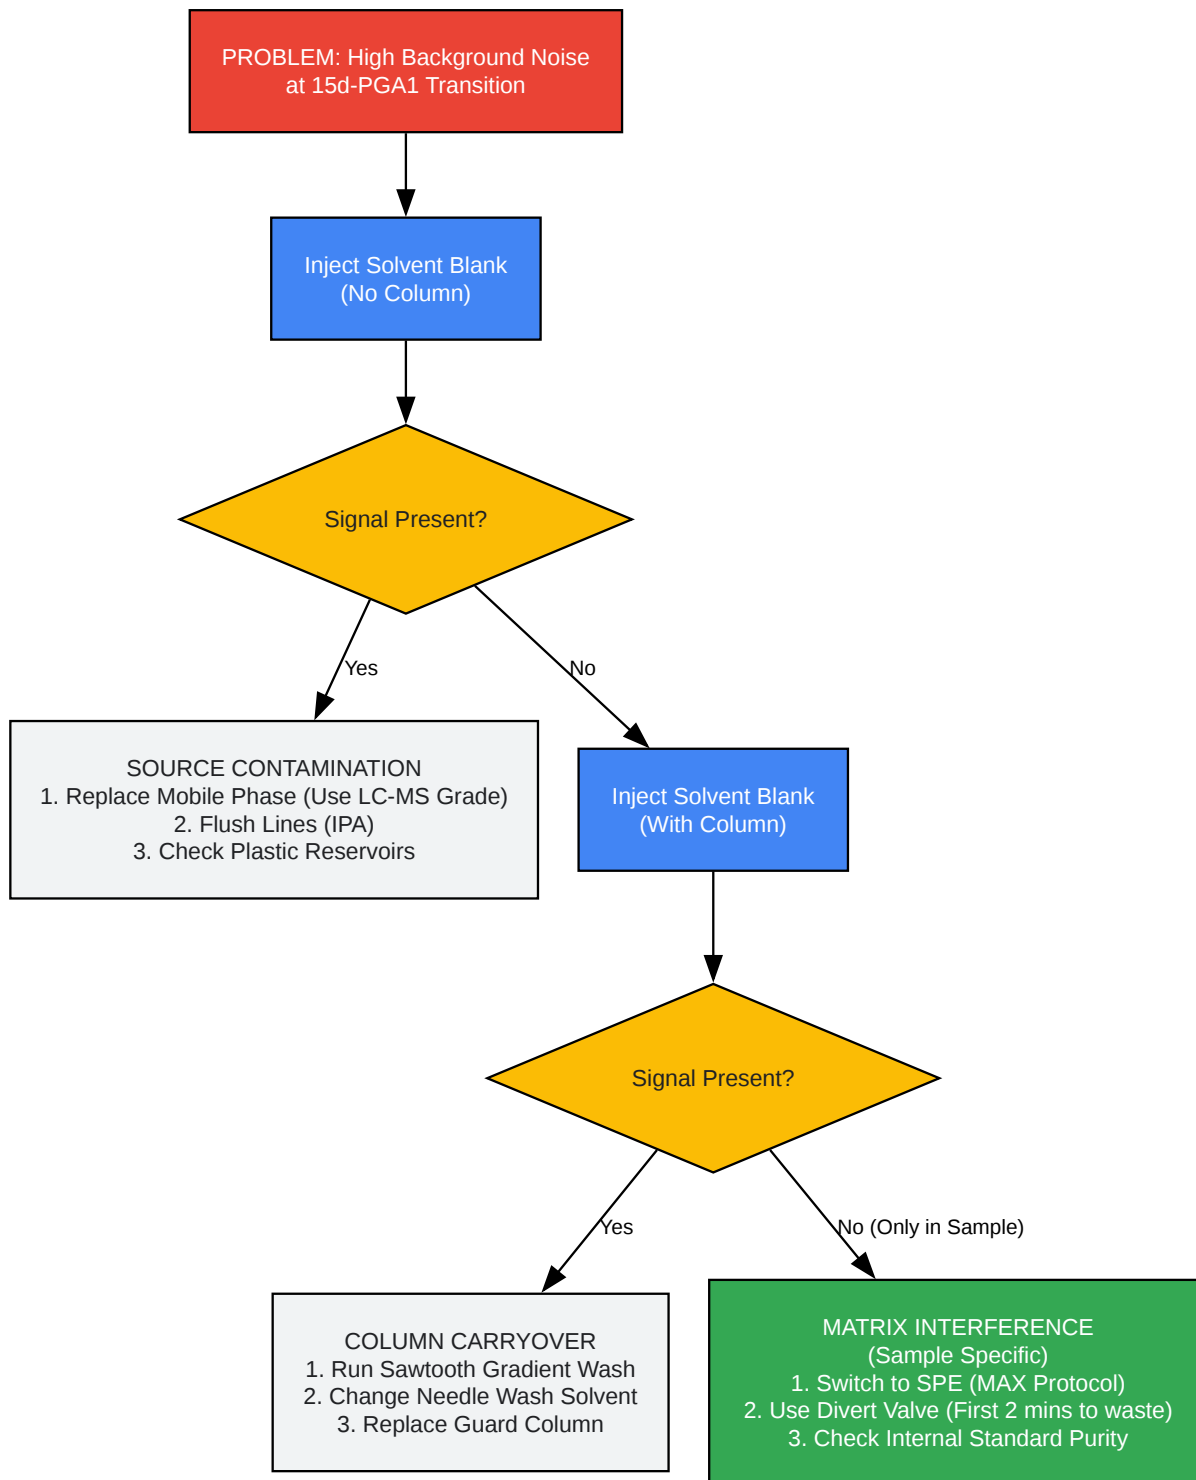 PROBLEM: High Background Noise
at 15d-PGA1 Transition
Inject Solvent Blank
(No Column)
Signal Present?
Yes
No
SOURCE CONTAMINATION
1. Replace Mobile Phase (Use LC-MS Grade)
2. Flush Lines (IPA)
3. Check Plastic Reservoirs
Inject Solvent Blank
(With Column)
Signal Present?
Yes
No (Only in Sample)
COLUMN CARRYOVER
1. Run Sawtooth Gradient Wash
2. Change Needle Wash Solvent
3. Replace Guard Column
MATRIX INTERFERENCE
(Sample Specific)
1. Switch to SPE (MAX Protocol)
2. Use Divert Valve (First 2 mins to waste)
3. Check Internal Standard Purity